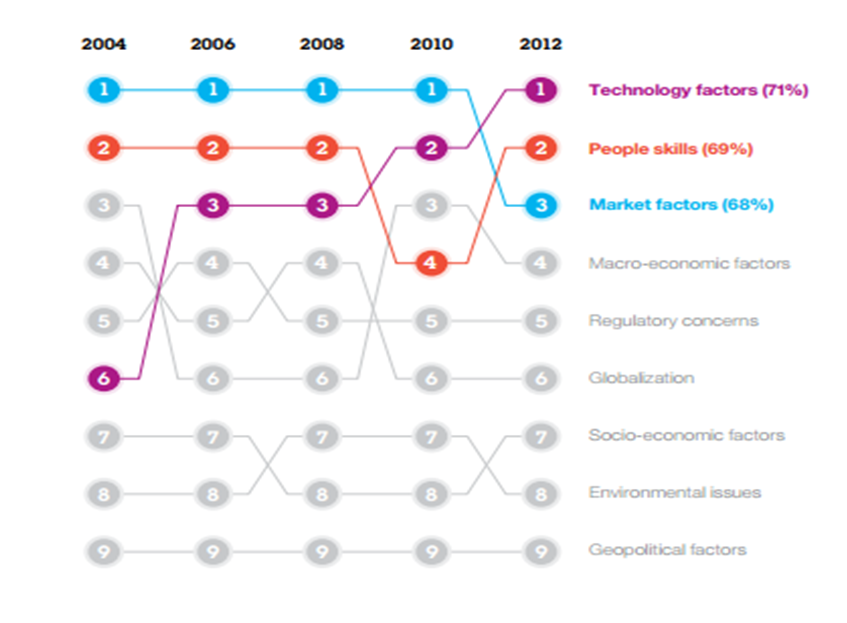 2004 2006 2008 2010 2012
1 1 1 1 1 Technology factors (71%)
2 2 2 2 2 People skills (69%)
3 3 3 3 3 Market factors (68%)
4 4 4 4 4 Macro-economic factors
5 5 5 5 5 Regulatory concerns
6 6 6 6 6 Globalization
7 7 7 7 7 Socio-economic factors
8 8 8 8 8 Environmental issues
9 9 9 9 9 Geopolitical factors